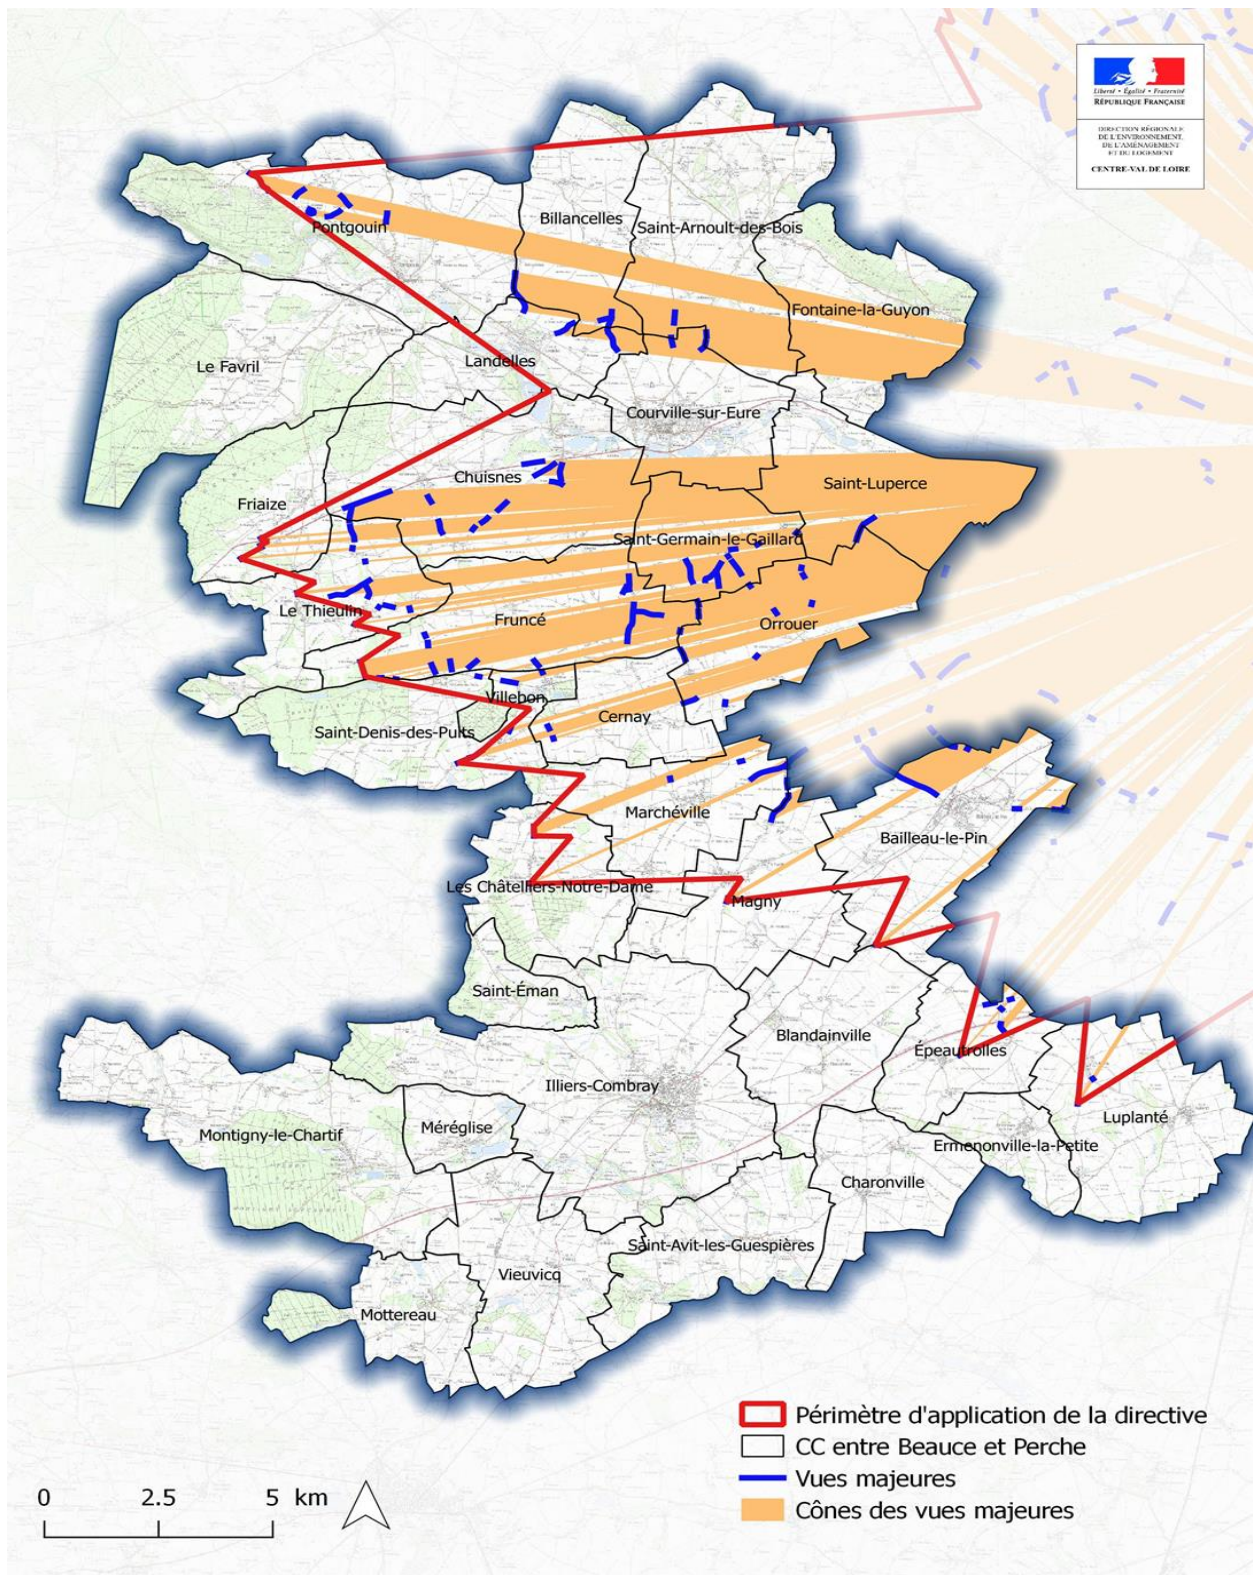 Liberté • Égalité • Fraternité
RÉPUBLIQUE FRANÇAISE
DIRECTION RÉGIONALE
DE L'ENVIRONNEMENT,
DE L'AMÉNAGEMENT
ET DU LOGEMENT
CENTRE-VAL DE LOIRE
Pontgouin
Billancelles
Saint-Arnoult-des-Bois
Fontaine-la-Guyon
Le Favril
Landelles
Courville-sur-Eure
Chuisnes
Saint-Luperce
Friaize
Saint-Germain-le-Gaillard
Le Thieulin
Fruncé
Orrouer
Villebon
Saint-Denis-des-Puits
Cernay
Marchéville
Bailleau-le-Pin
Les Châtelliers-Notre-Dame
Magny
Saint-Éman
Blandainville
Épeautrolles
Illiers-Combray
Luplanté
Montigny-le-Chartif
Méréglise
Ermenonville-la-Petite
Charonville
Saint-Avit-les-Guespières
Vieuvicq
Mottereau
Périmètre d'application de la directive
CC entre Beauce et Perche
Vues majeures
Cônes des vues majeures
0 2.5 5 km